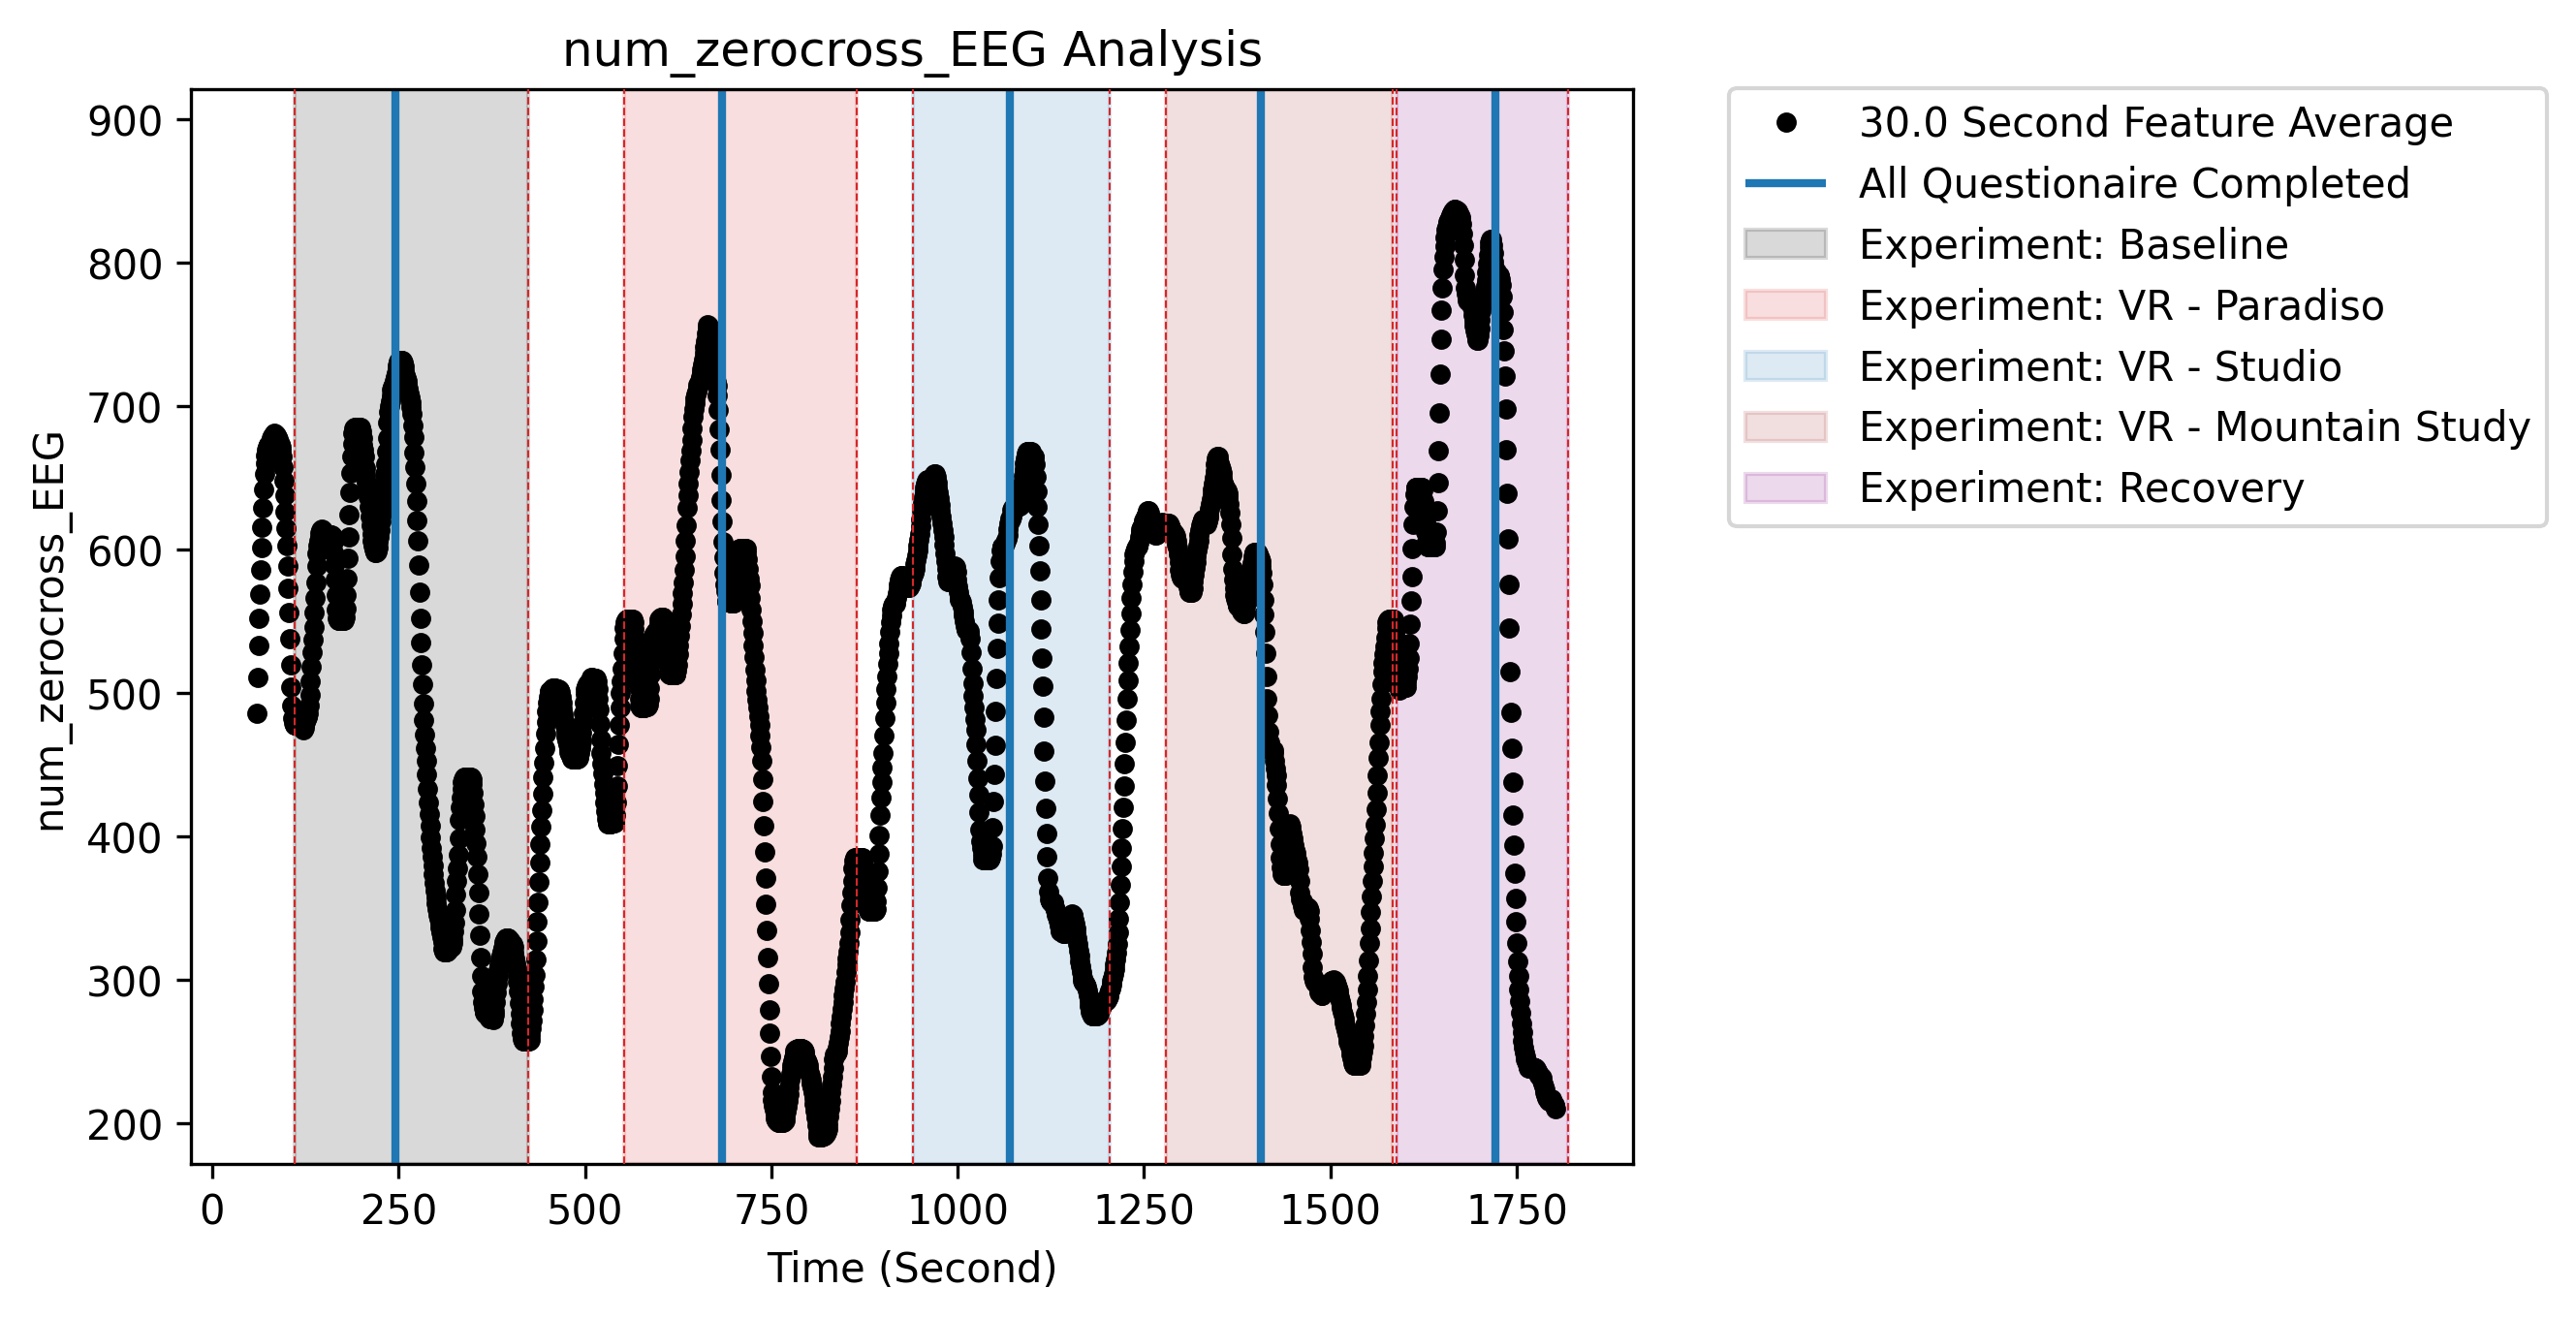 num_zerocross_EEG Analysis
900
800
700
600
500
400
300
200
num_zerocross_EEG
0 250 500 750 1000 1250 1500 1750
Time (Second)
30.0 Second Feature Average
All Questionaire Completed
Experiment: Baseline
Experiment: VR - Paradiso
Experiment: VR - Studio
Experiment: VR - Mountain Study
Experiment: Recovery